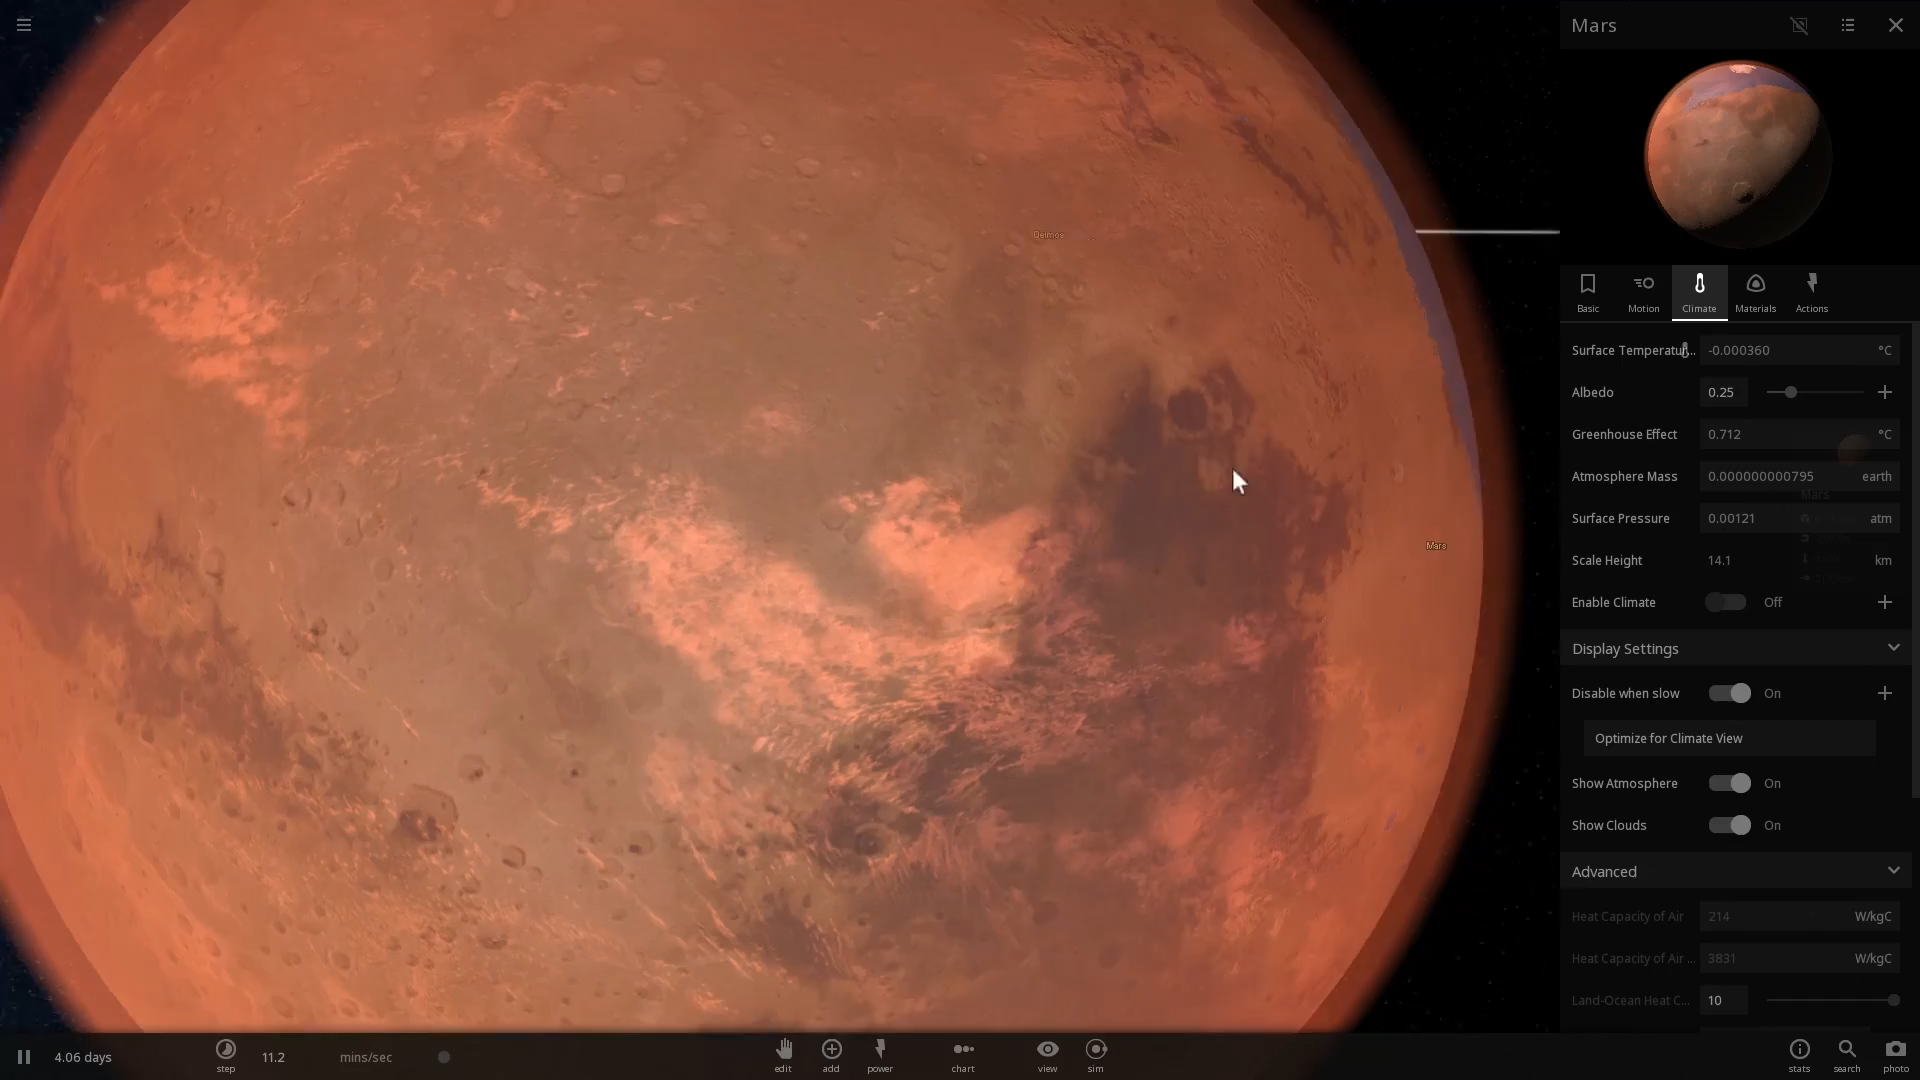 Mars
Deimos
Mars
Basic
Motion
Climate
Materials
Actions
Surface Temperatur... -0.000360 °C
Albedo 0.25
Greenhouse Effect 0.712 °C
Atmosphere Mass 0.000000000795 earth
Mars
Surface Pressure 0.00121 atm
Scale Height 14.1 km
Enable Climate Off
Display Settings
Disable when slow On
Optimize for Climate View
Show Atmosphere On
Show Clouds On
Advanced
Heat Capacity of Air 214 W/kgC
Heat Capacity of Air ... 3831 W/kgC
Land-Ocean Heat C... 10
4.06 days
step
11.2 mins/sec
edit
add
power
chart
view
sim
stats
search
photo